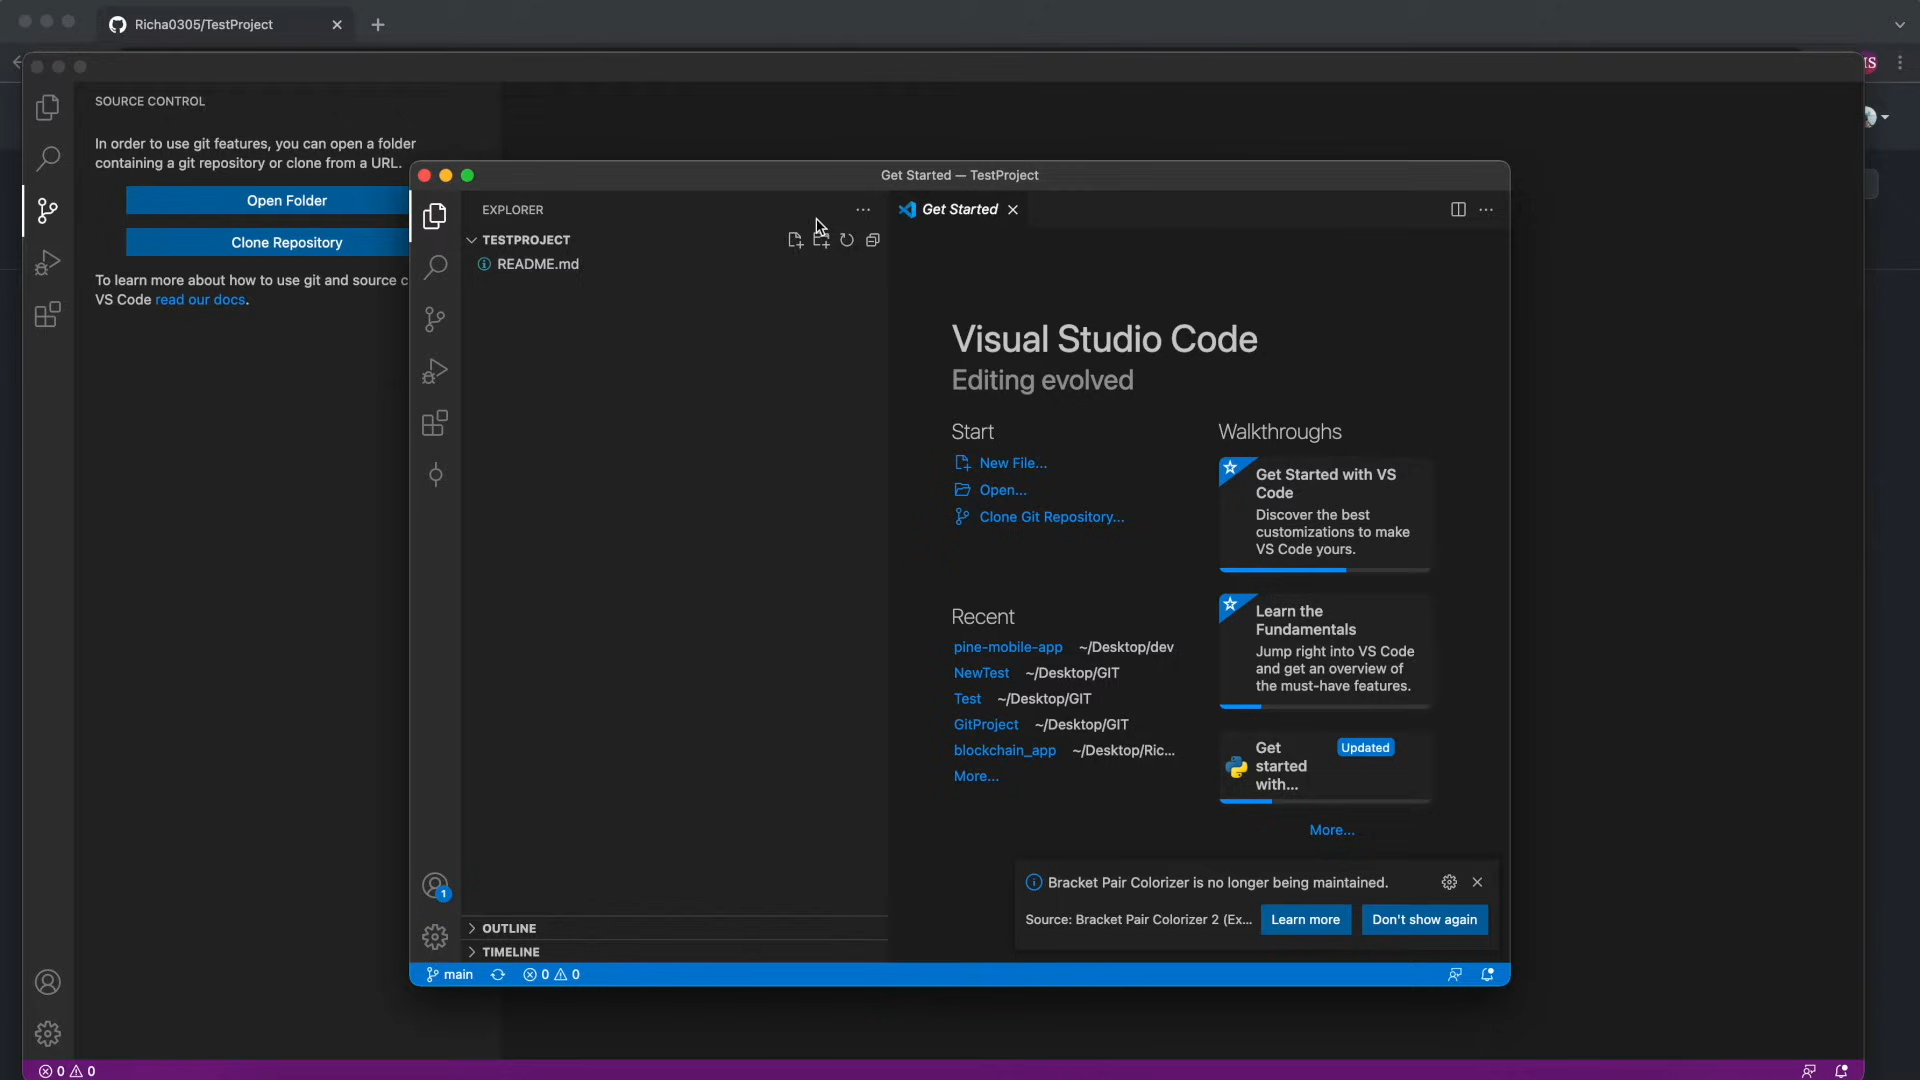 Richa0305/TestProject
SOURCE CONTROL
In order to use git features, you can open a folder
containing a git repository or clone from a URL.
Open Folder
Clone Repository
To learn more about how to use git and source c
VS Code read our docs.
0 0
Get Started — TestProject
EXPLORER
TESTPROJECT
README.md
OUTLINE
TIMELINE
1
main 0 0
Get Started
Visual Studio Code
Editing evolved
Start
New File...
Open...
Clone Git Repository...
Recent
pine-mobile-app ~/Desktop/dev
NewTest ~/Desktop/GIT
Test ~/Desktop/GIT
GitProject ~/Desktop/GIT
blockchain_app ~/Desktop/Ric...
More...
Walkthroughs
Get Started with VS
Code
Discover the best
customizations to make
VS Code yours.
Learn the
Fundamentals
Jump right into VS Code
and get an overview of
the must-have features.
Get
started
with...
Updated
More...
Bracket Pair Colorizer is no longer being maintained.
Source: Bracket Pair Colorizer 2 (Ex...
Learn more
Don't show again